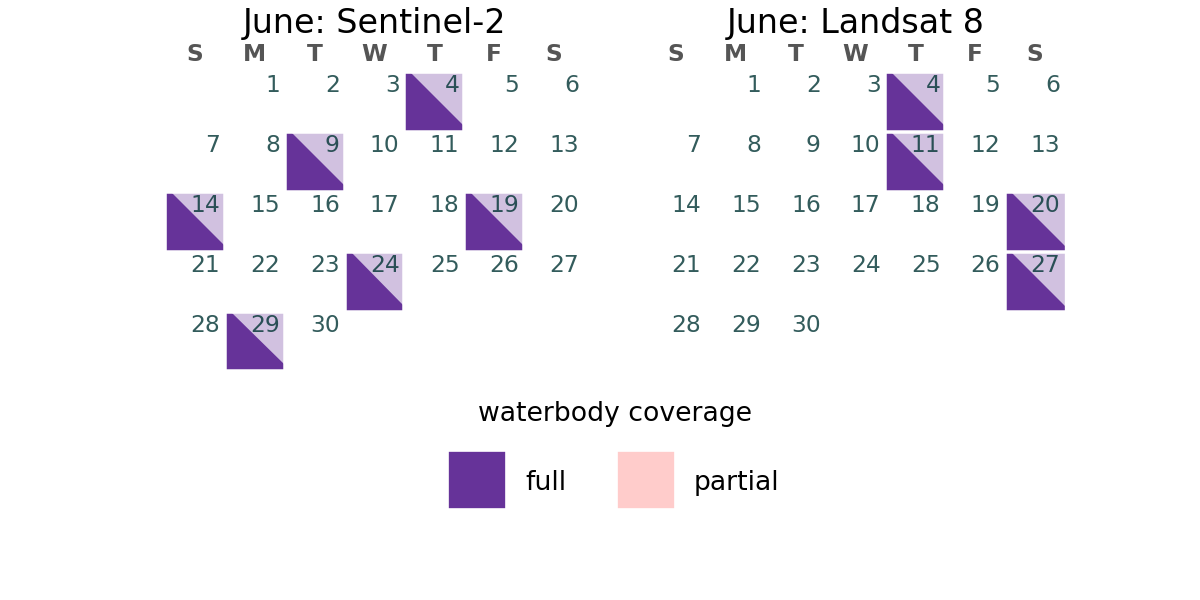 June: Sentinel-2
S M T W T F S
1 2 3 4 5 6
7 8 9 10 11 12 13
14 15 16 17 18 19 20
21 22 23 24 25 26 27
28 29 30
June: Landsat 8
S M T W T F S
1 2 3 4 5 6
7 8 9 10 11 12 13
14 15 16 17 18 19 20
21 22 23 24 25 26 27
28 29 30
waterbody coverage
full partial